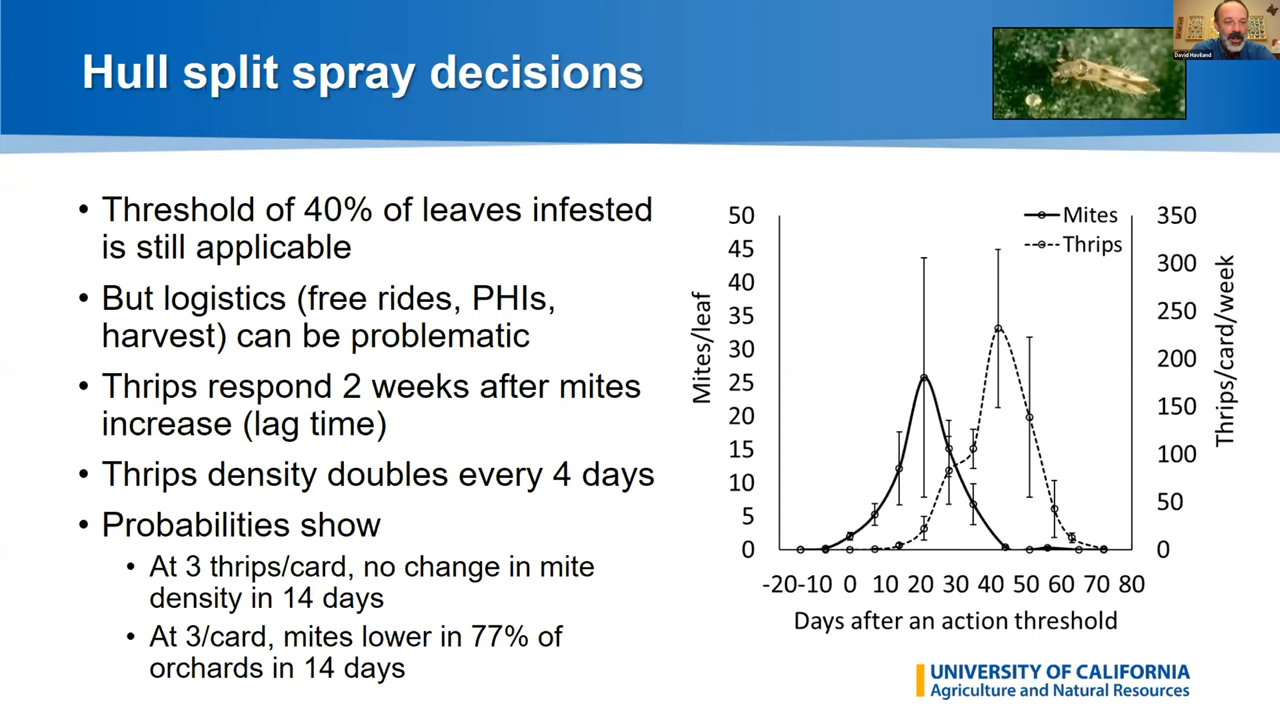 Hull split spray decisions
David Haviland
• Threshold of 40% of leaves infested
is still applicable
• But logistics (free rides, PHIs,
harvest) can be problematic
• Thrips respond 2 weeks after mites
increase (lag time)
• Thrips density doubles every 4 days
• Probabilities show
• At 3 thrips/card, no change in mite
density in 14 days
• At 3/card, mites lower in 77% of
orchards in 14 days
Mites/leaf
50
45
40
35
30
25
20
15
10
5
0
Mites
Thrips
350
300
250
200
150
100
50
0
Thrips/card/week
-20 -10 0 10 20 30 40 50 60 70 80
Days after an action threshold
UNIVERSITY OF CALIFORNIA
Agriculture and Natural Resources